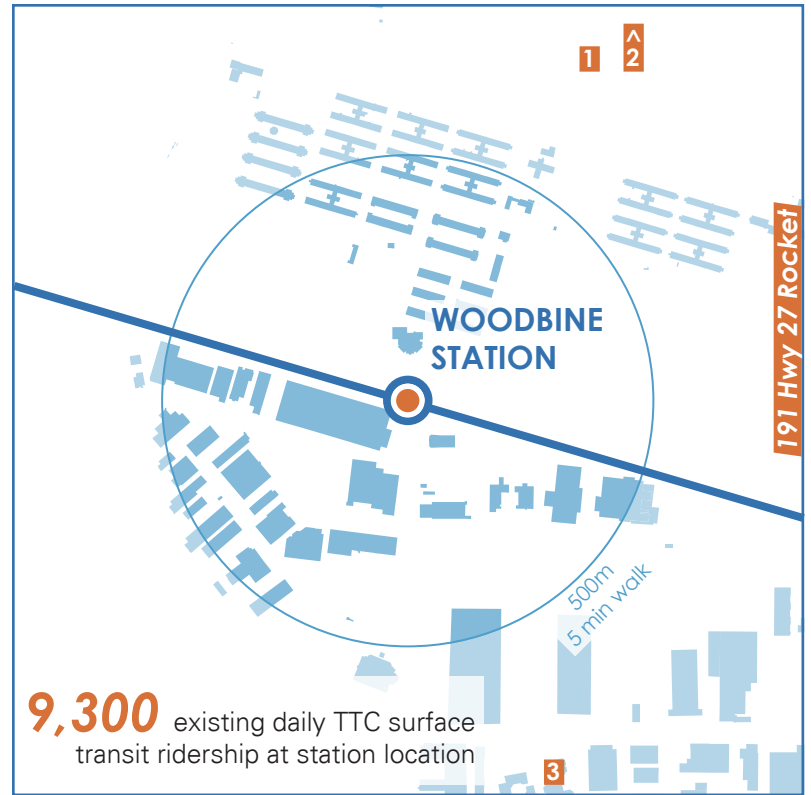 1
^
2
191 Hwy 27 Rocket
WOODBINE
STATION
500m
5 min walk
9,300 existing daily TTC surface
transit ridership at station location
3